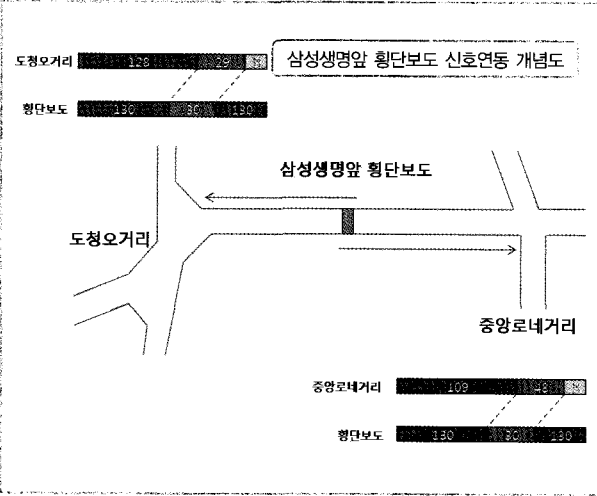 도청오거리 128 29
삼성생명앞 횡단보도 신호연동 개념도
횡단보도 130 30 130
삼성생명앞 횡단보도
도청오거리
중앙로네거리
중앙로네거리 109 48
횡단보도 130 30 130